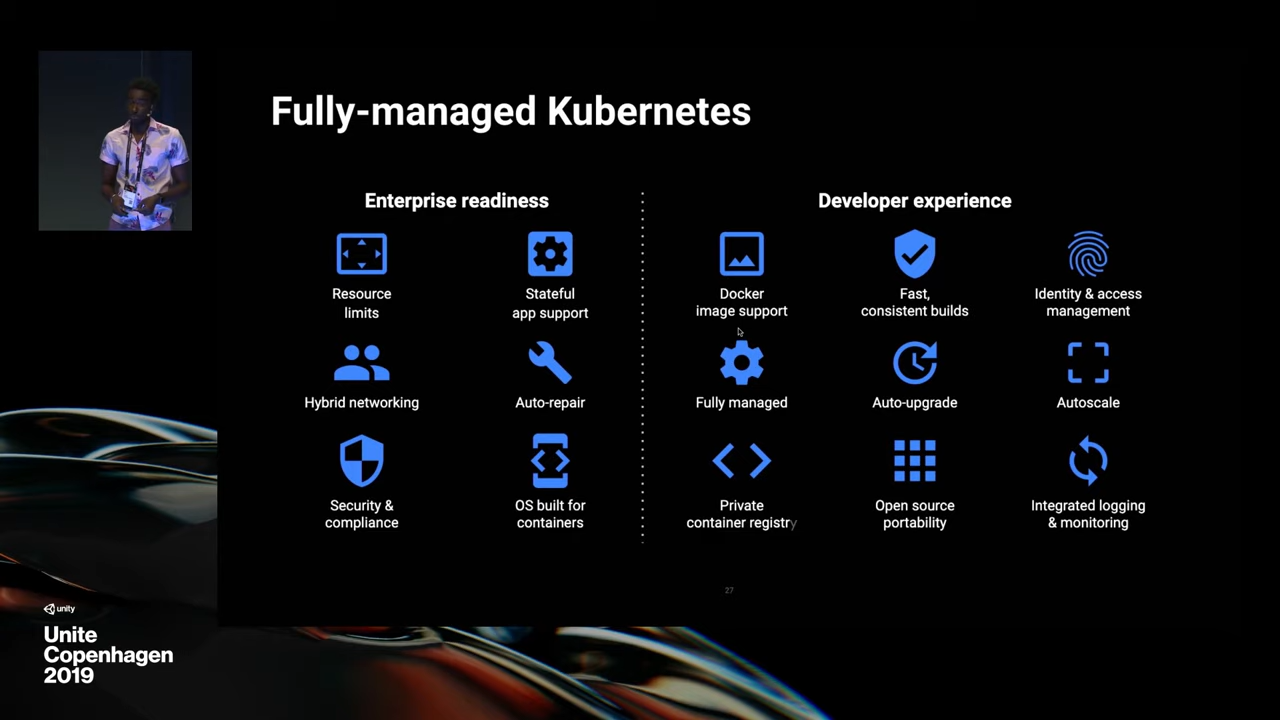 Fully-managed Kubernetes
Enterprise readiness
Resource
limits
Stateful
app support
Hybrid networking
Auto-repair
Security &
compliance
OS built for
containers
Developer experience
Docker
image support
Fast,
consistent builds
Identity & access
management
Fully managed
Auto-upgrade
Autoscale
Private
container registry
Open source
portability
Integrated logging
& monitoring
27
unity
Unite
Copenhagen
2019